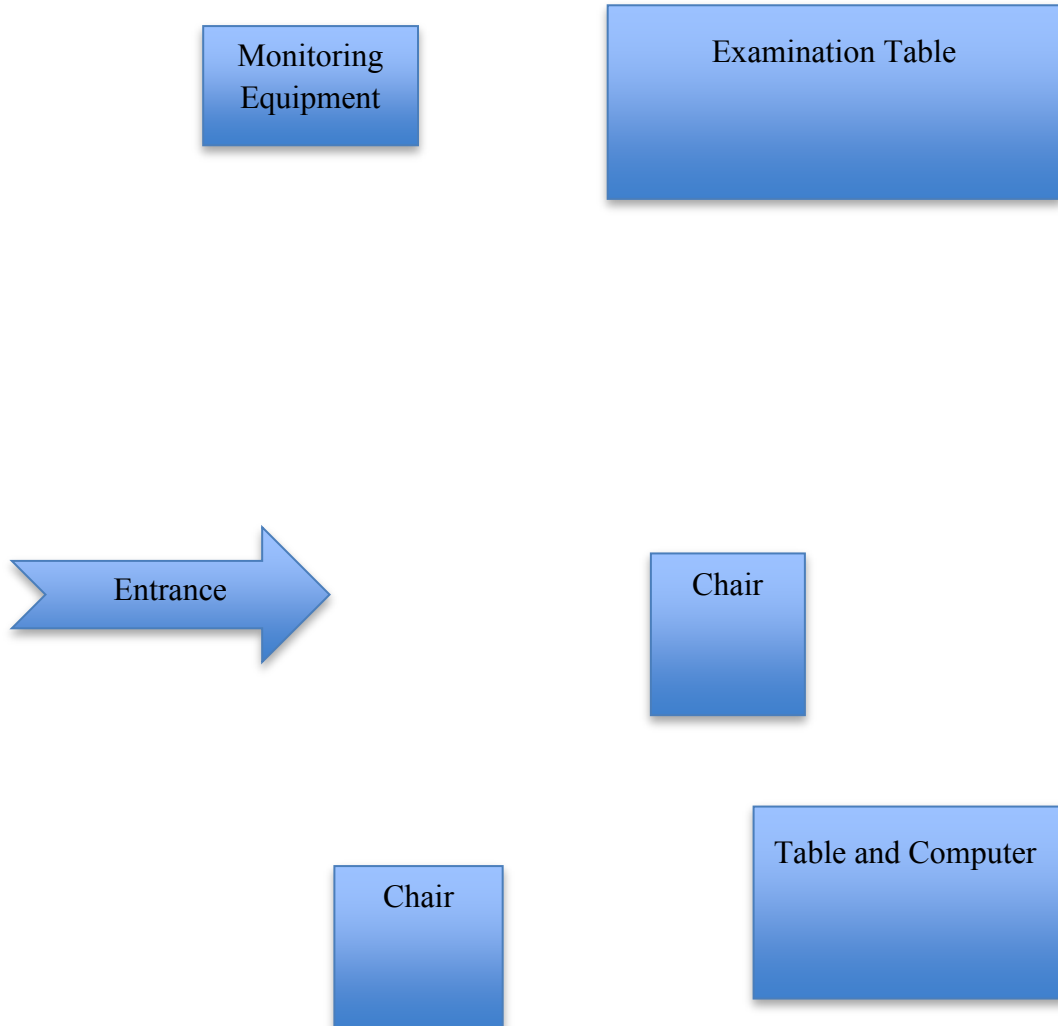 Monitoring
Equipment
Examination Table
Entrance
Chair
Table and Computer
Chair